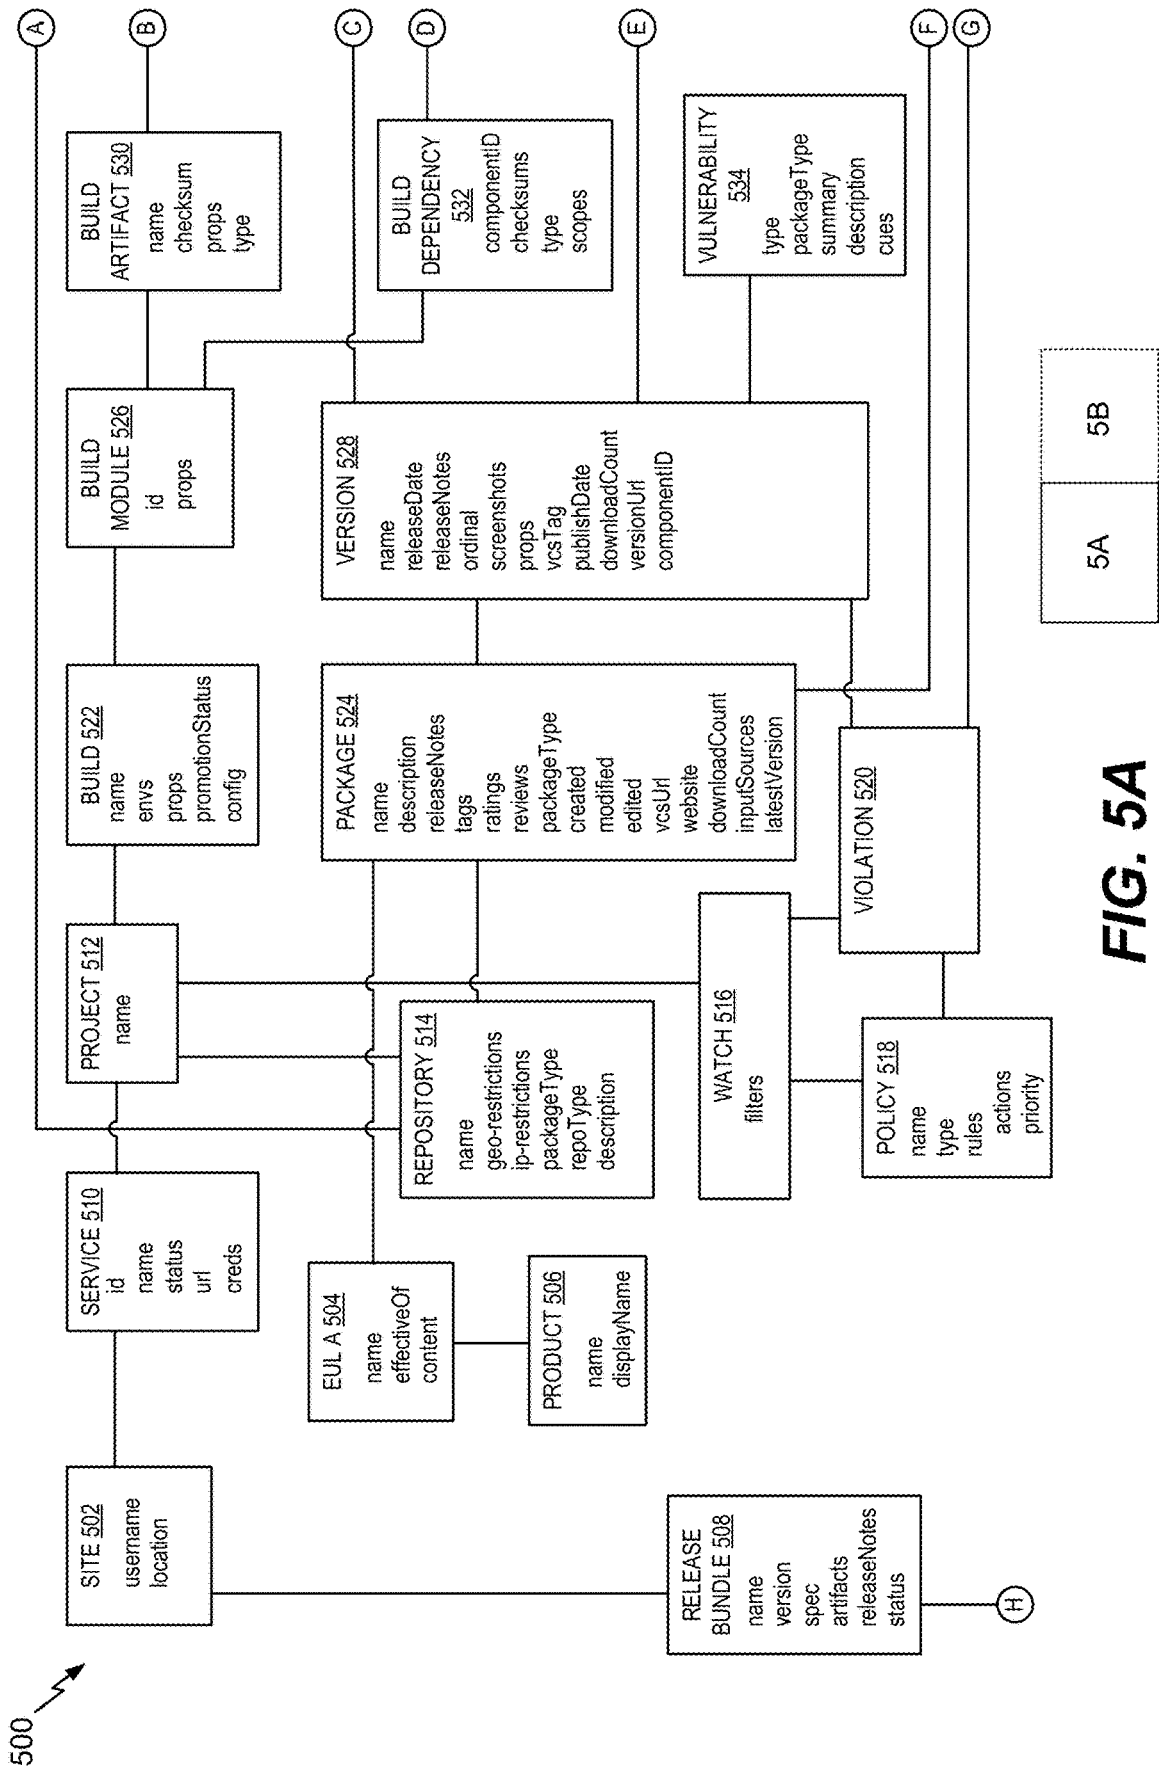 500
SITE 502
username
location
RELEASE
BUNDLE 508
name
version
spec
artifacts
releaseNotes
status
H
SERVICE 510
id
name
status
url
creds
EUL A 504
name
effectiveOf
content
PRODUCT 506
name
displayName
PROJECT 512
name
REPOSITORY 514
name
geo-restrictions
ip-restrictions
packageType
repoType
description
WATCH 516
filters
POLICY 518
name
type
rules
actions
priority
BUILD 522
name
envs
props
promotionStatus
config
PACKAGE 524
name
description
releaseNotes
tags
ratings
reviews
packageType
created
modified
edited
vcsUrl
website
downloadCount
inputSources
latestVersion
VIOLATION 520
BUILD
MODULE 526
id
props
VERSION 528
name
releaseDate
releaseNotes
ordinal
screenshots
props
vcsTag
publishDate
downloadCount
versionUrl
componentID
BUILD
ARTIFACT 530
name
checksum
props
type
BUILD
DEPENDENCY
532
componentID
checksums
type
scopes
VULNERABILITY
534
type
packageType
summary
description
cues
A
B
C
D
E
F
G
5A
5B
FIG. 5A